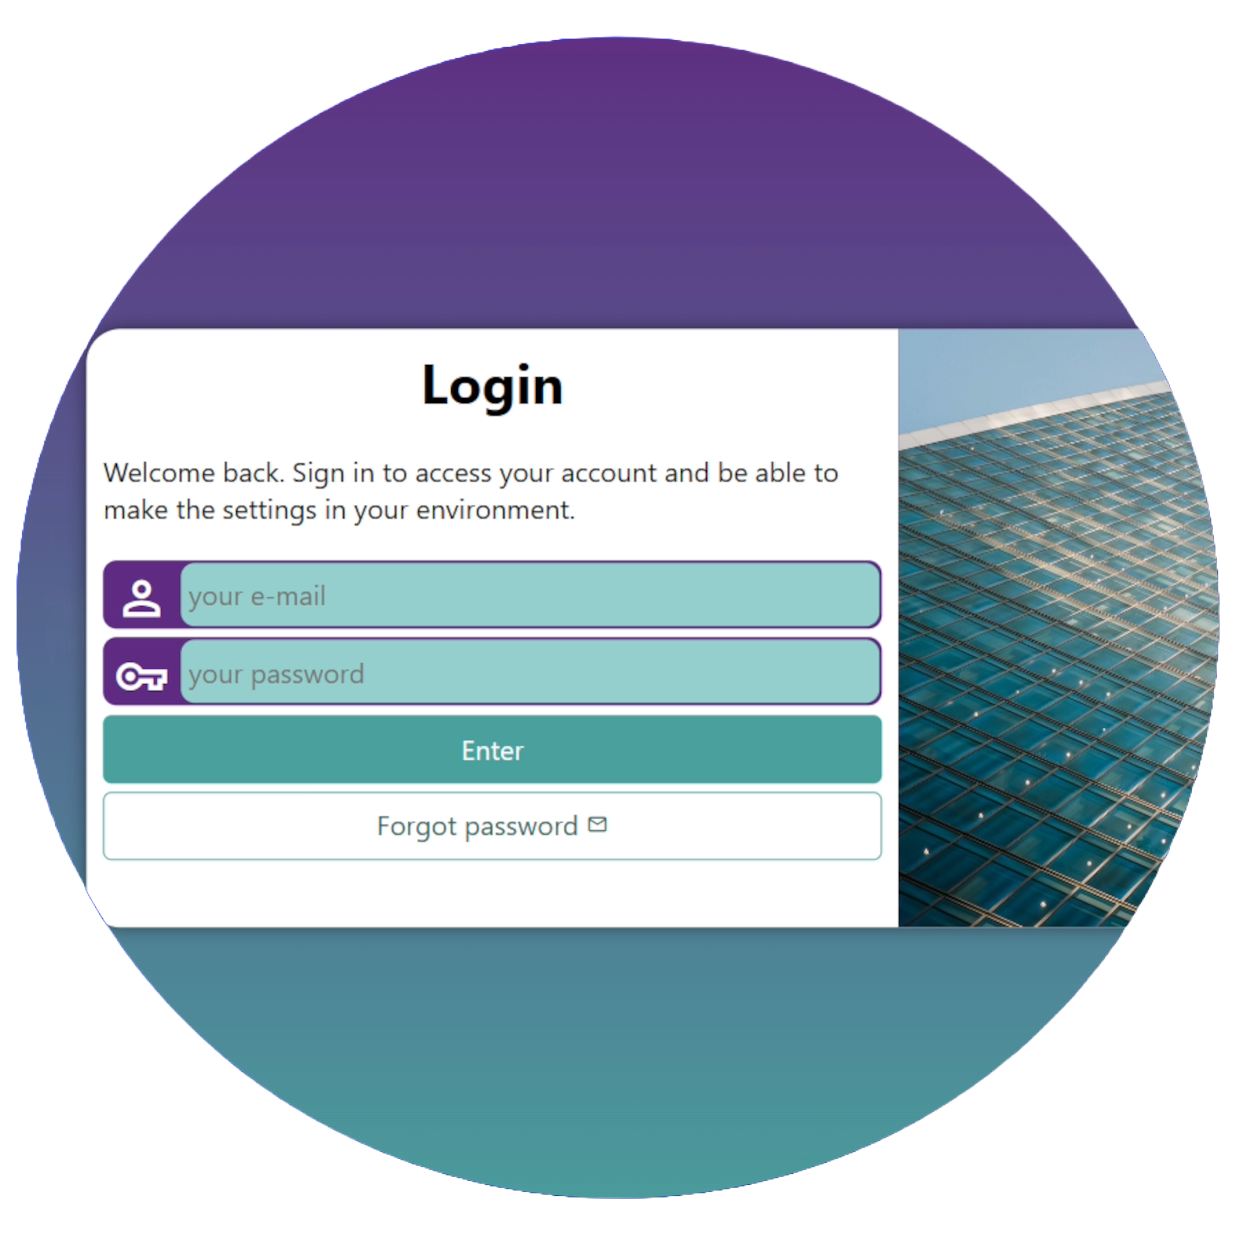 Login
Welcome back. Sign in to access your account and be able to
make the settings in your environment.
your e-mail
your password
Enter
Forgot password